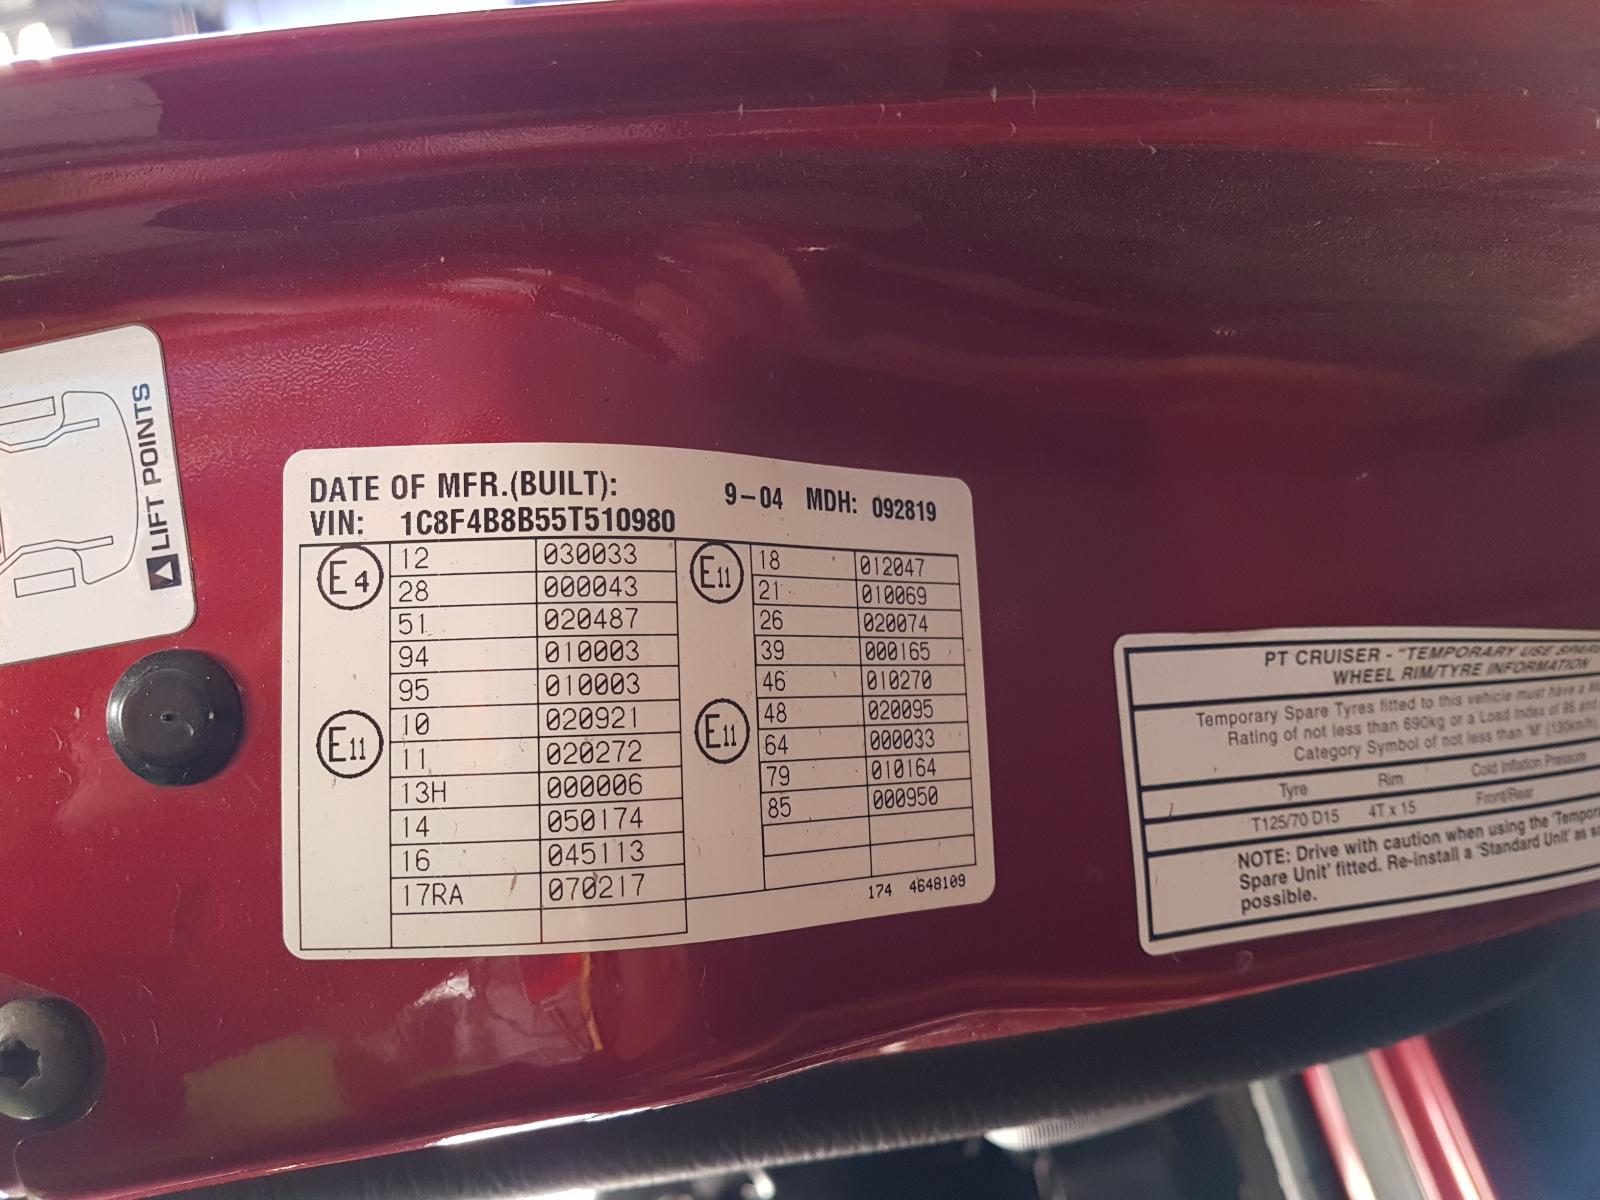 LIFT POINTS
DATE OF MFR.(BUILT): 9-04 MDH: 092819
VIN: 1C8F4B8B55T510980
E4 12 030033
28 000043
51 020487
94 010003
95 010003
E11 10 020921
11 020272
13H 000006
14 050174
16 045113
17RA 070217
E11 18 012047
21 010069
26 020074
39 000165
46 010270
E11 48 020095
64 000033
79 010164
85 000950
174 4648109
PT CRUISER - "TEMPORARY USE SPARE
WHEEL RIM/TYRE INFORMATION
Temporary Spare Tyres fitted to this vehicle must have a
Rating of not less than 690kg or a Load Index of 95 and
Category Symbol of not less than 'M' (130km/h)
Tyre Rim Cold Inflation Pressure
Front/Rear
T125/70 D15 4T x 15
NOTE: Drive with caution when using the 'Tempor
Spare Unit' fitted. Re-install a 'Standard Unit' as
possible.